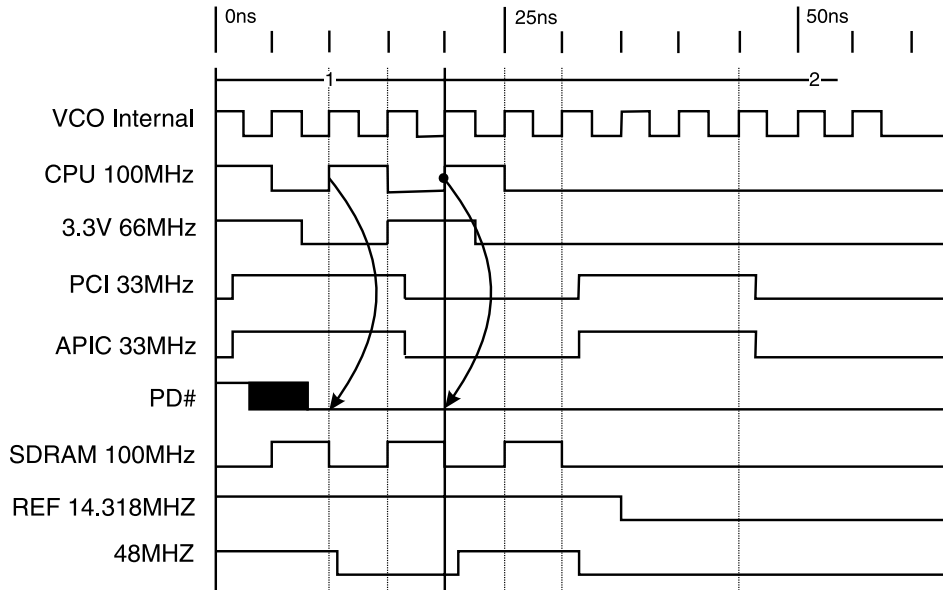 0ns 25ns 50ns
1 2
VCO Internal
CPU 100MHz
3.3V 66MHz
PCI 33MHz
APIC 33MHz
PD#
SDRAM 100MHz
REF 14.318MHZ
48MHZ